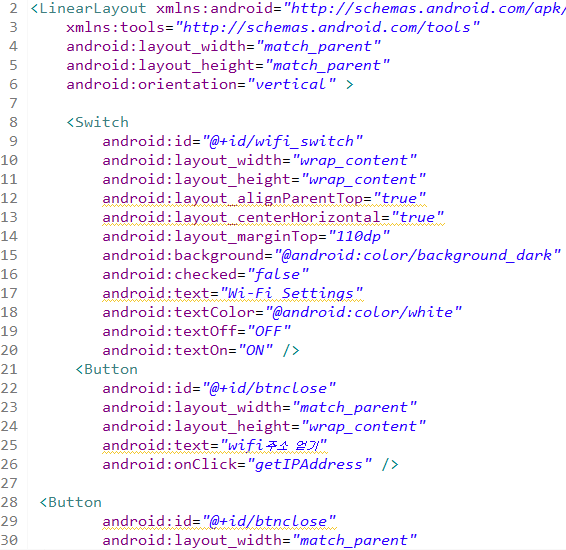 2 <LinearLayout xmlns:android="http://schemas.android.com/apk/
3 xmlns:tools="http://schemas.android.com/tools"
4 android:layout_width="match_parent"
5 android:layout_height="match_parent"
6 android:orientation="vertical" >
7
8 <Switch
9 android:id="@+id/wifi_switch"
10 android:layout_width="wrap_content"
11 android:layout_height="wrap_content"
12 android:layout_alignParentTop="true"
13 android:layout_centerHorizontal="true"
14 android:layout_marginTop="110dp"
15 android:background="@android:color/background_dark"
16 android:checked="false"
17 android:text="Wi-Fi Settings"
18 android:textColor="@android:color/white"
19 android:textOff="OFF"
20 android:textOn="ON" />
21 <Button
22 android:id="@+id/btnclose"
23 android:layout_width="match_parent"
24 android:layout_height="wrap_content"
25 android:text="wifi주소 얻기"
26 android:onClick="getIPAddress" />
27
28 <Button
29 android:id="@+id/btnclose"
30 android:layout_width="match_parent"